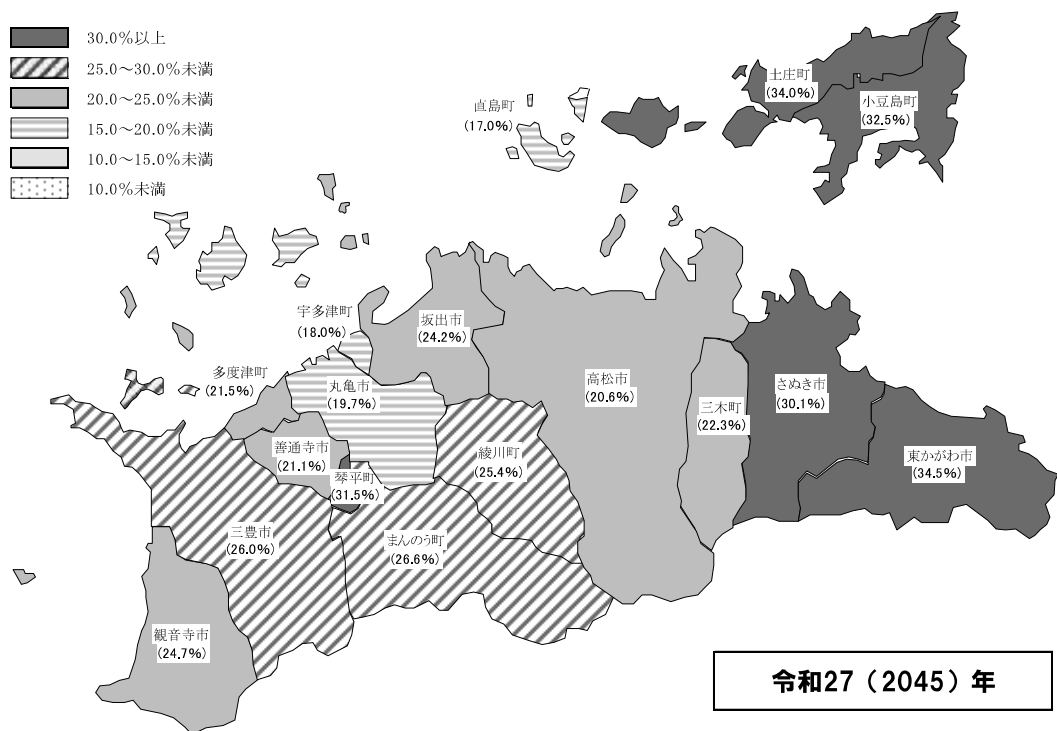 30.0%以上
25.0～30.0%未満
20.0～25.0%未満
15.0～20.0%未満
10.0～15.0%未満
10.0%未満
土庄町
(34.0%)
小豆島町
(32.5%)
直島町
(17.0%)
宇多津町
(18.0%)
坂出市
(24.2%)
多度津町
(21.5%)
丸亀市
(19.7%)
高松市
(20.6%)
三木町
(22.3%)
さぬき市
(30.1%)
東かがわ市
(34.5%)
善通寺市
(21.1%)
琴平町
(31.5%)
綾川町
(25.4%)
三豊市
(26.0%)
まんのう町
(26.6%)
観音寺市
(24.7%)
令和27（2045）年